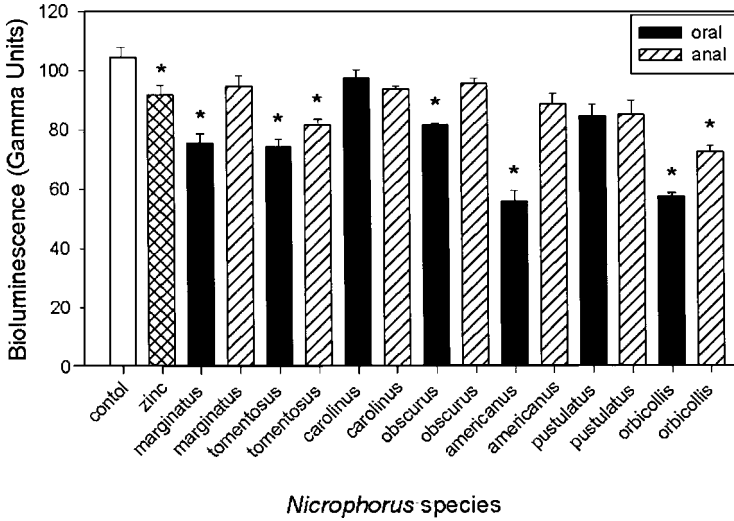 Bioluminescence (Gamma Units)
120
100
80
60
40
20
0
oral
anal
*
*
*
*
*
*
*
*
contol
zinc
marginatus
marginatus
tomentosus
tomentosus
carolinus
carolinus
obscurus
obscurus
americanus
americanus
pustulatus
pustulatus
orbicollis
orbicollis
Nicrophorus species